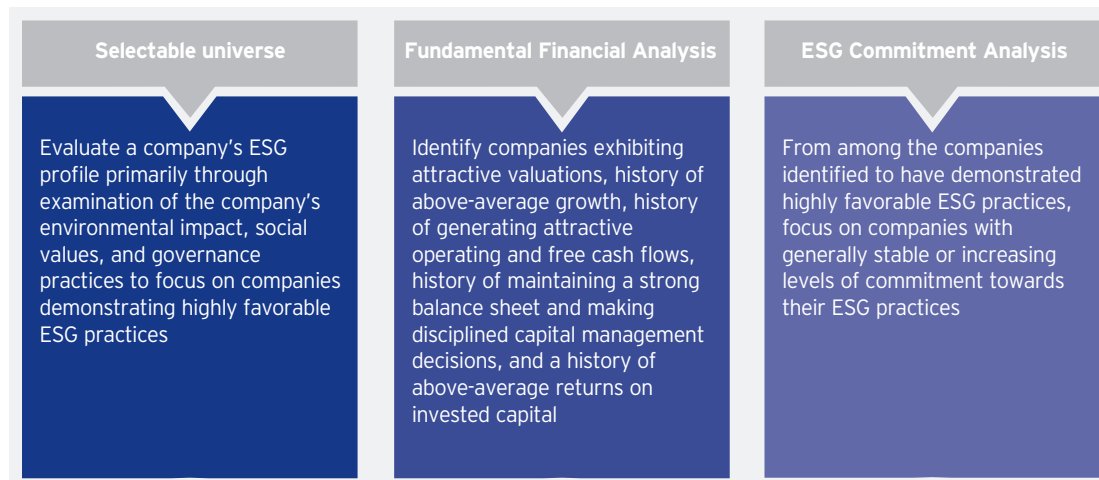 Selectable universe
Evaluate a company's ESG
profile primarily through
examination of the company's
environmental impact, social
values, and governance
practices to focus on companies
demonstrating highly favorable
ESG practices
Fundamental Financial Analysis
Identify companies exhibiting
attractive valuations, history of
above-average growth, history
of generating attractive
operating and free cash flows,
history of maintaining a strong
balance sheet and making
disciplined capital management
decisions, and a history of
above-average returns on
invested capital
ESG Commitment Analysis
From among the companies
identified to have demonstrated
highly favorable ESG practices,
focus on companies with
generally stable or increasing
levels of commitment towards
their ESG practices